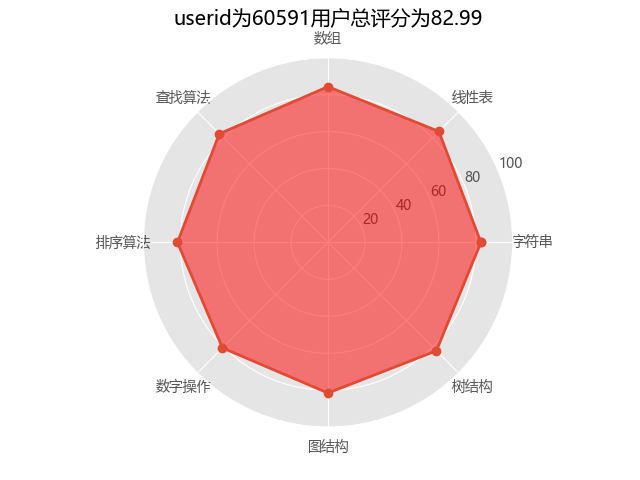 userid为60591用户总评分为82.99
数组
查找算法
线性表
100
80
60
40
20
排序算法
字符串
数字操作
树结构
图结构